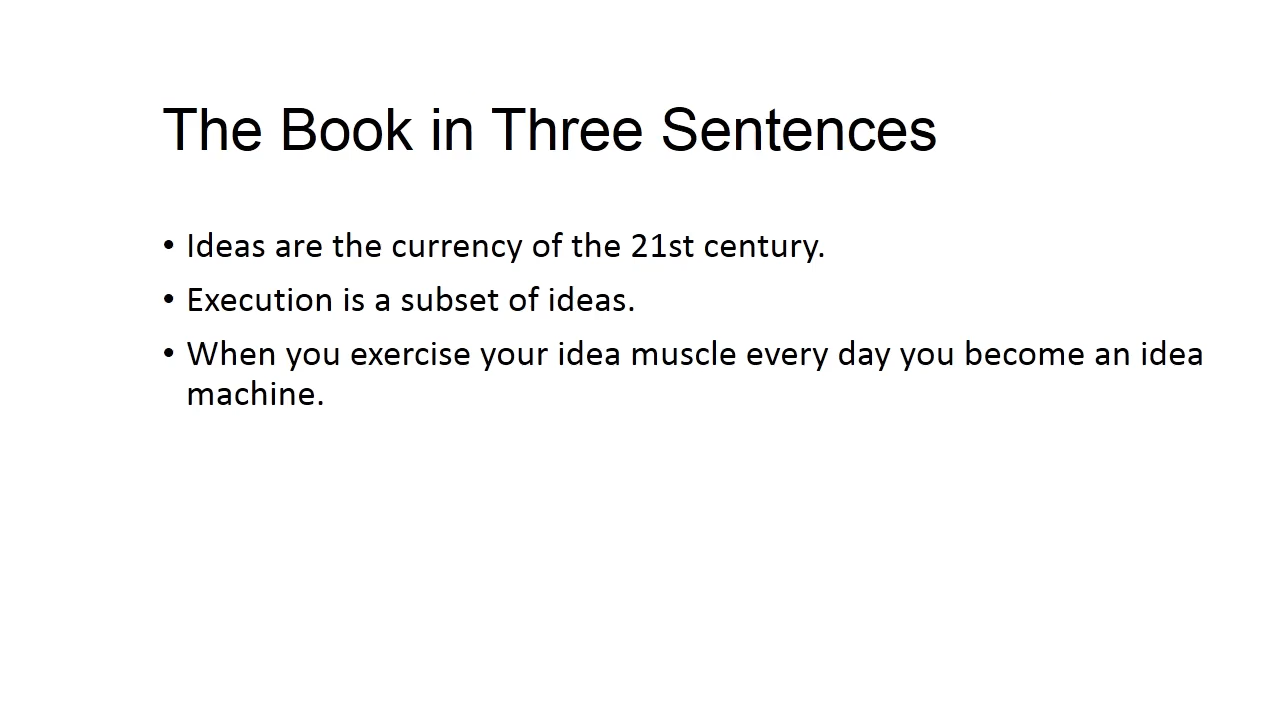 The Book in Three Sentences
• Ideas are the currency of the 21st century.
• Execution is a subset of ideas.
• When you exercise your idea muscle every day you become an idea
machine.